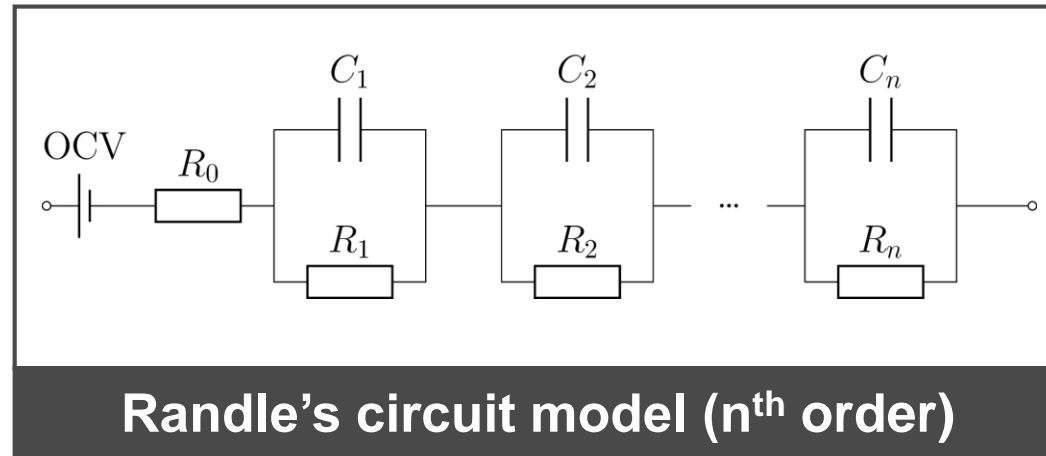 C₁ C₂ Cₙ
OCV
R₀ ...
R₁ R₂ Rₙ
Randle's circuit model (nᵗʰ order)